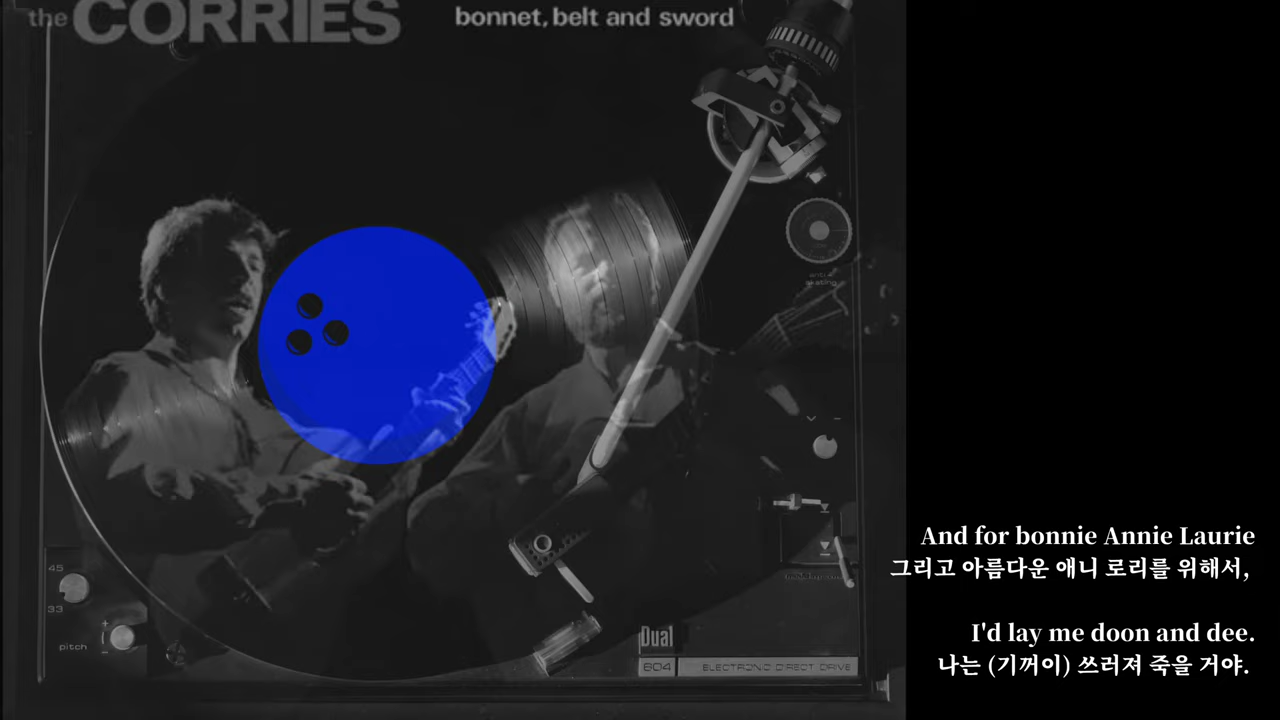 the CORRIES
bonnet, belt and sword
45
33
pitch
Dual
604 ELECTRONIC DIRECT DRIVE
And for bonnie Annie Laurie
그리고 아름다운 애니 로리를 위해서,
I'd lay me doon and dee.
나는 (기꺼이) 쓰러져 죽을 거야.